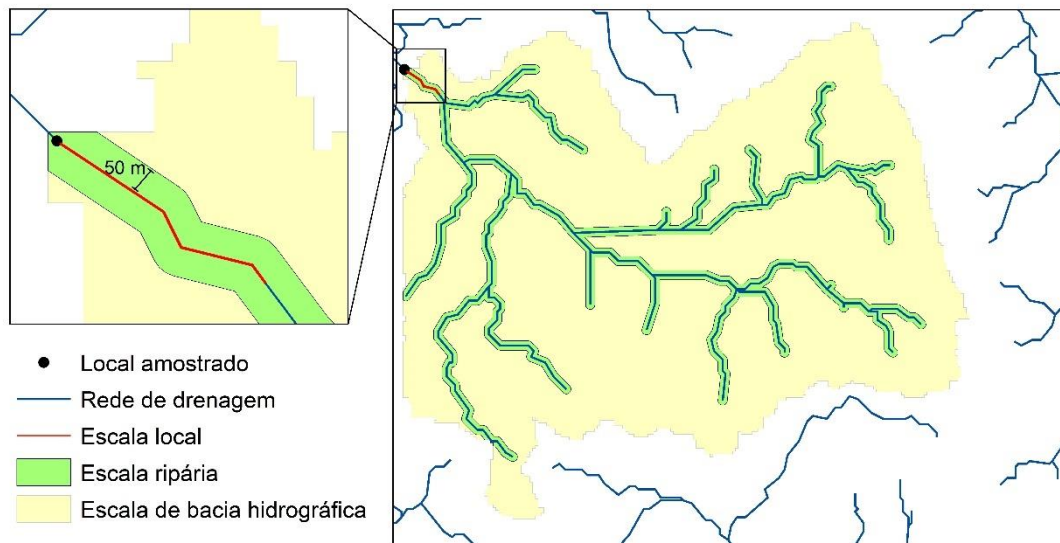 50 m
Local amostrado
Rede de drenagem
Escala local
Escala ripária
Escala de bacia hidrográfica